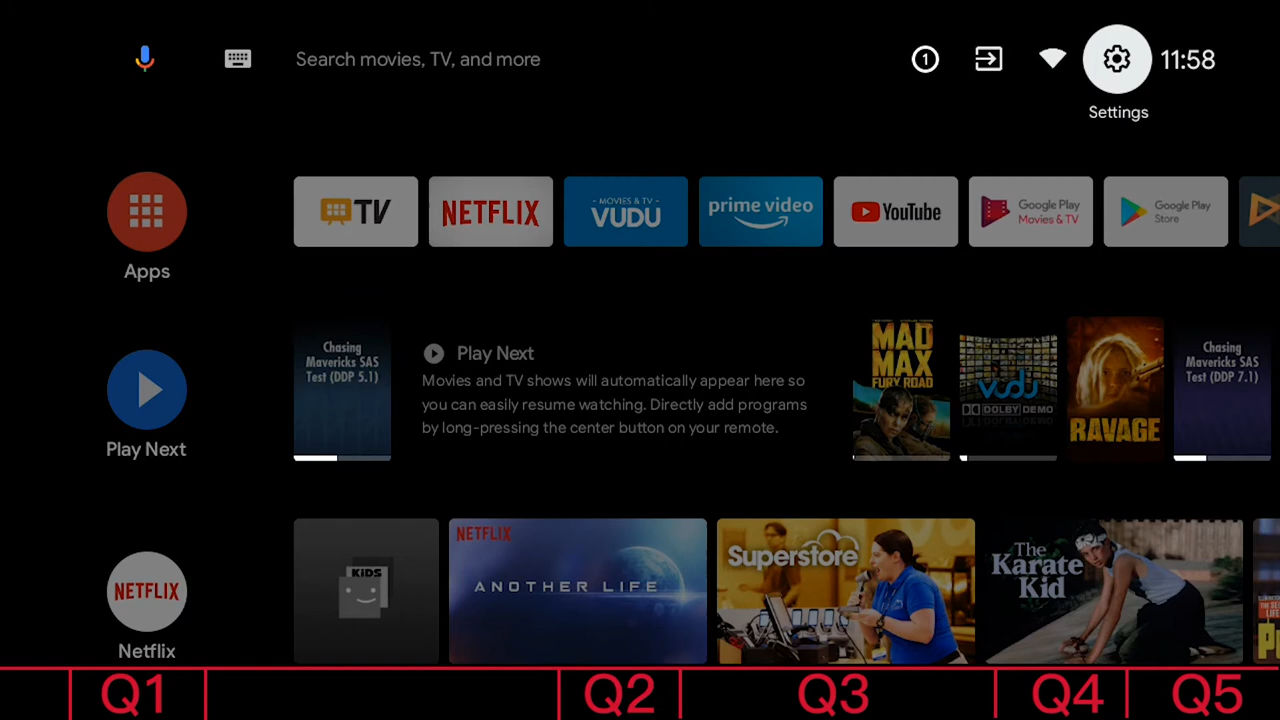 Search movies, TV, and more
1
11:58
Settings
Apps
TV
NETFLIX
- MOVIES & TV -
VUDU
prime video
YouTube
Google Play
Movies & TV
Google Play
Store
Play Next
Chasing
Mavericks SAS
Test (DDP 5.1)
Play Next
Movies and TV shows will automatically appear here so
you can easily resume watching. Directly add programs
by long-pressing the center button on your remote.
MAD
MAX
FURY ROAD
vudu
DOLBY DEMO
RAVAGE
Chasing
Mavericks SAS
Test (DDP 7.1)
NETFLIX
Netflix
KIDS
NETFLIX
ANOTHER LIFE
Superstore
The
Karate
Kid
Q1
Q2
Q3
Q4
Q5